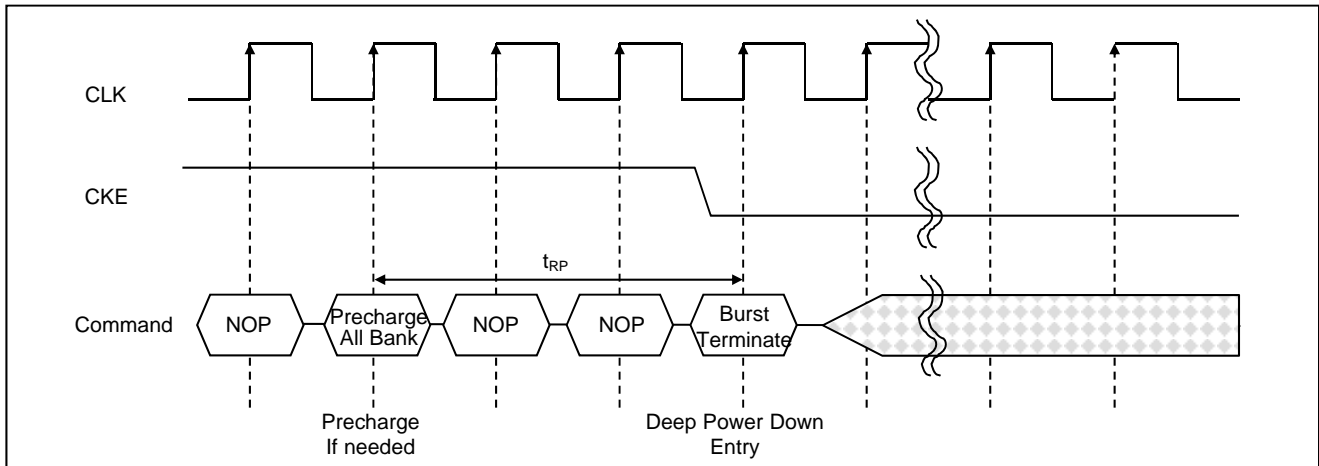 CLK
CKE
tRP
Command
NOP
Precharge
All Bank
NOP
NOP
Burst
Terminate
Precharge
If needed
Deep Power Down
Entry